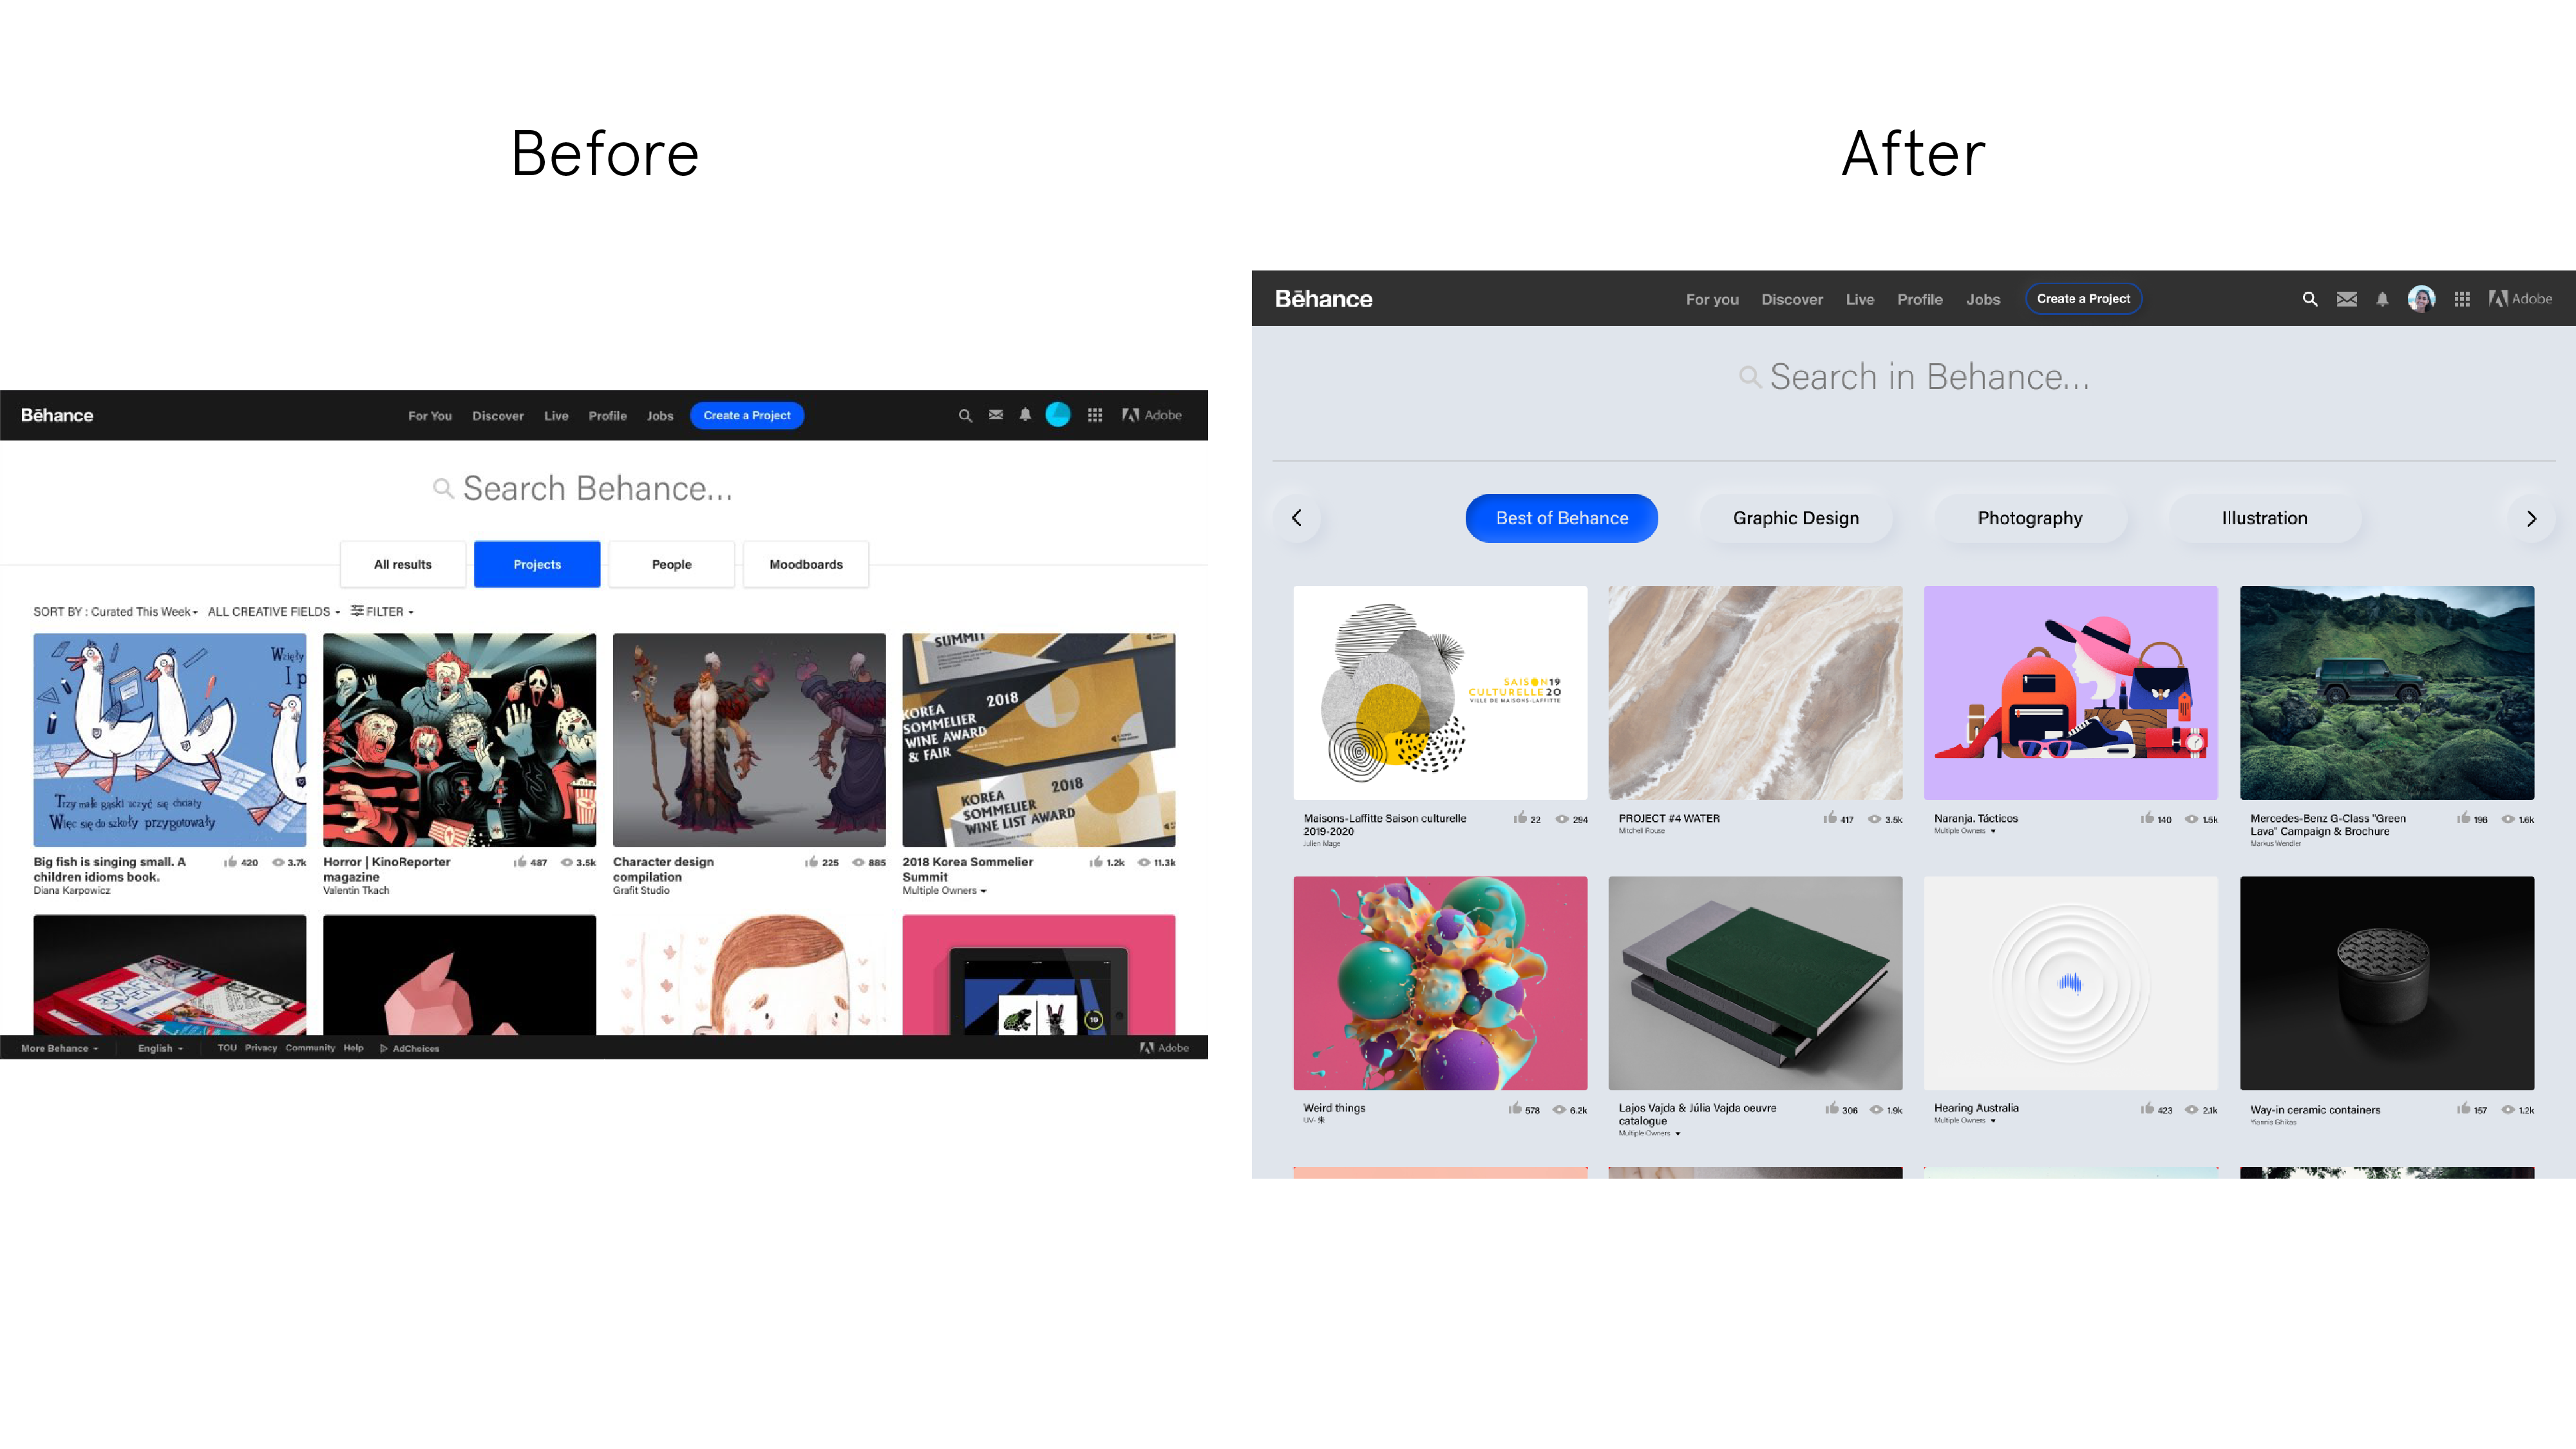 Before
After
Bēhance
For You
Discover
Live
Profile
Jobs
Create a Project
Adobe
Search Behance...
All results
Projects
People
Moodboards
SORT BY : Curated This Week
ALL CREATIVE FIELDS
FILTER
Wzięły
I p
Trzy małe gąski uczyć się chciały
Więc się do szkoły przygotowały
SUMMIT
2018
KOREA
SOMMELIER
WINE AWARD
& FAIR
2018
KOREA
SOMMELIER
WINE LIST AWARD
Big fish is singing small. A
children idioms book.
Diana Karpowicz
420
3.7k
Horror | KinoReporter
magazine
Valentin Tkach
487
3.5k
Character design
compilation
Grafit Studio
225
885
2018 Korea Sommelier
Summit
Multiple Owners
1.2k
11.3k
19
More Behance
English
TOU
Privacy
Community
Help
AdChoices
Adobe
Bēhance
For you
Discover
Live
Profile
Jobs
Create a Project
Adobe
Search in Behance...
Best of Behance
Graphic Design
Photography
Illustration
SAISON19
CULTURELLE20
VILLE DE MAISONS-LAFFITTE
Maisons-Laffitte Saison culturelle
2019-2020
Julien Mage
22
294
PROJECT #4 WATER
Mitchell Rouse
417
3.5k
Naranja. Tácticos
Multiple Owners
140
1.5k
Mercedes-Benz G-Class "Green
Lava" Campaign & Brochure
Markus Wendler
196
1.6k
Weird things
UV-
578
6.2k
Lajos Vajda & Júlia Vajda oeuvre
catalogue
Multiple Owners
306
1.9k
Hearing Australia
Multiple Owners
423
2.1k
Way-in ceramic containers
Yiannis Ghikas
157
1.2k